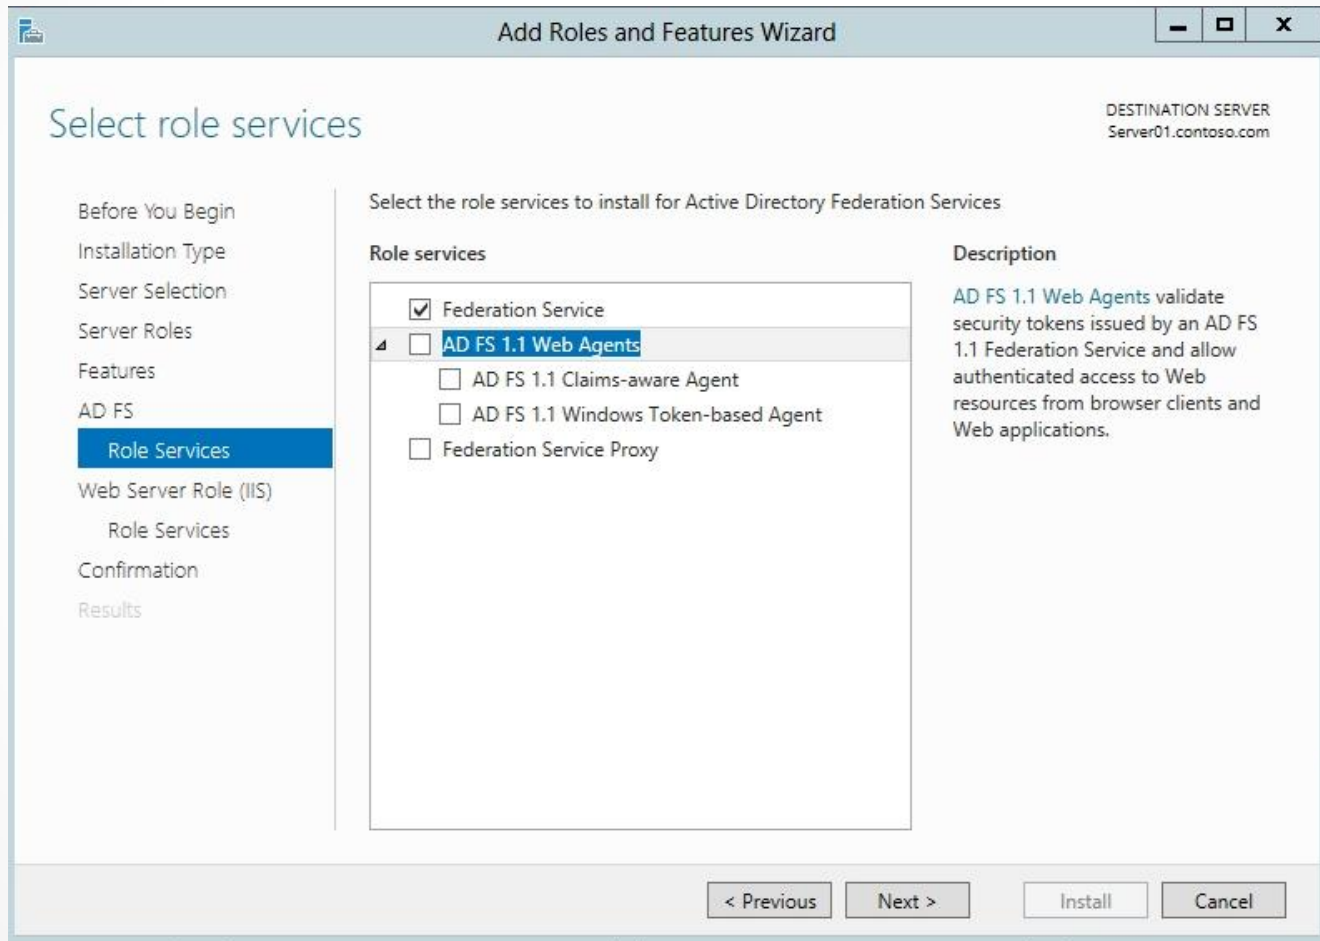 Add Roles and Features Wizard
Select role services
DESTINATION SERVER
Server01.contoso.com
Before You Begin
Installation Type
Server Selection
Server Roles
Features
AD FS
Role Services
Web Server Role (IIS)
Role Services
Confirmation
Results
Select the role services to install for Active Directory Federation Services
Role services
Federation Service
AD FS 1.1 Web Agents
AD FS 1.1 Claims-aware Agent
AD FS 1.1 Windows Token-based Agent
Federation Service Proxy
Description
AD FS 1.1 Web Agents validate
security tokens issued by an AD FS
1.1 Federation Service and allow
authenticated access to Web
resources from browser clients and
Web applications.
< Previous
Next >
Install
Cancel